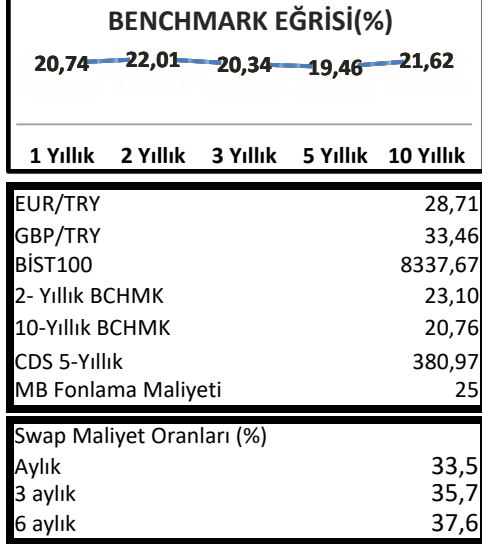 BENCHMARK EĞRİSİ(%)
20,74 22,01 20,34 19,46 21,62
1 Yıllık 2 Yıllık 3 Yıllık 5 Yıllık 10 Yıllık
EUR/TRY 28,71
GBP/TRY 33,46
BİST100 8337,67
2- Yıllık BCHMK 23,10
10-Yıllık BCHMK 20,76
CDS 5-Yıllık 380,97
MB Fonlama Maliyeti 25
Swap Maliyet Oranları (%)
Aylık 33,5
3 aylık 35,7
6 aylık 37,6